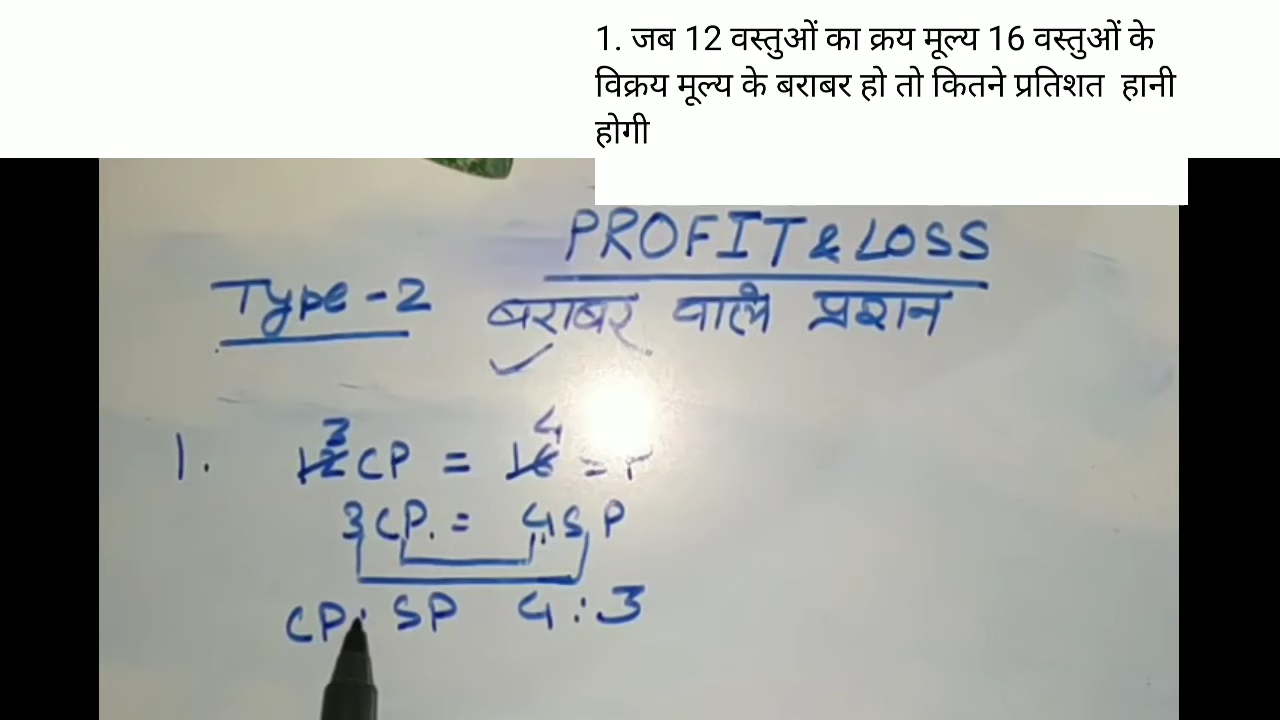 1. जब 12 वस्तुओं का क्रय मूल्य 16 वस्तुओं के
विक्रय मूल्य के बराबर हो तो कितने प्रतिशत हानी
होगी
PROFIT & LOSS
Type-2 बराबर वाले प्रशन
3 4
1. 12 CP = 16
3 CP. = 4 SP
CP : SP 4 : 3